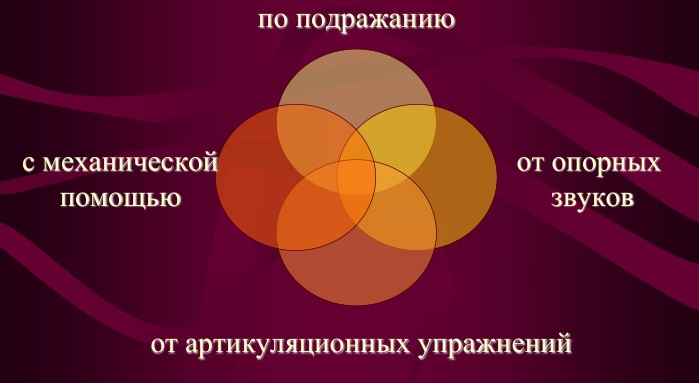 по подражанию
с механической
помощью
от опорных
звуков
от артикуляционных упражнений